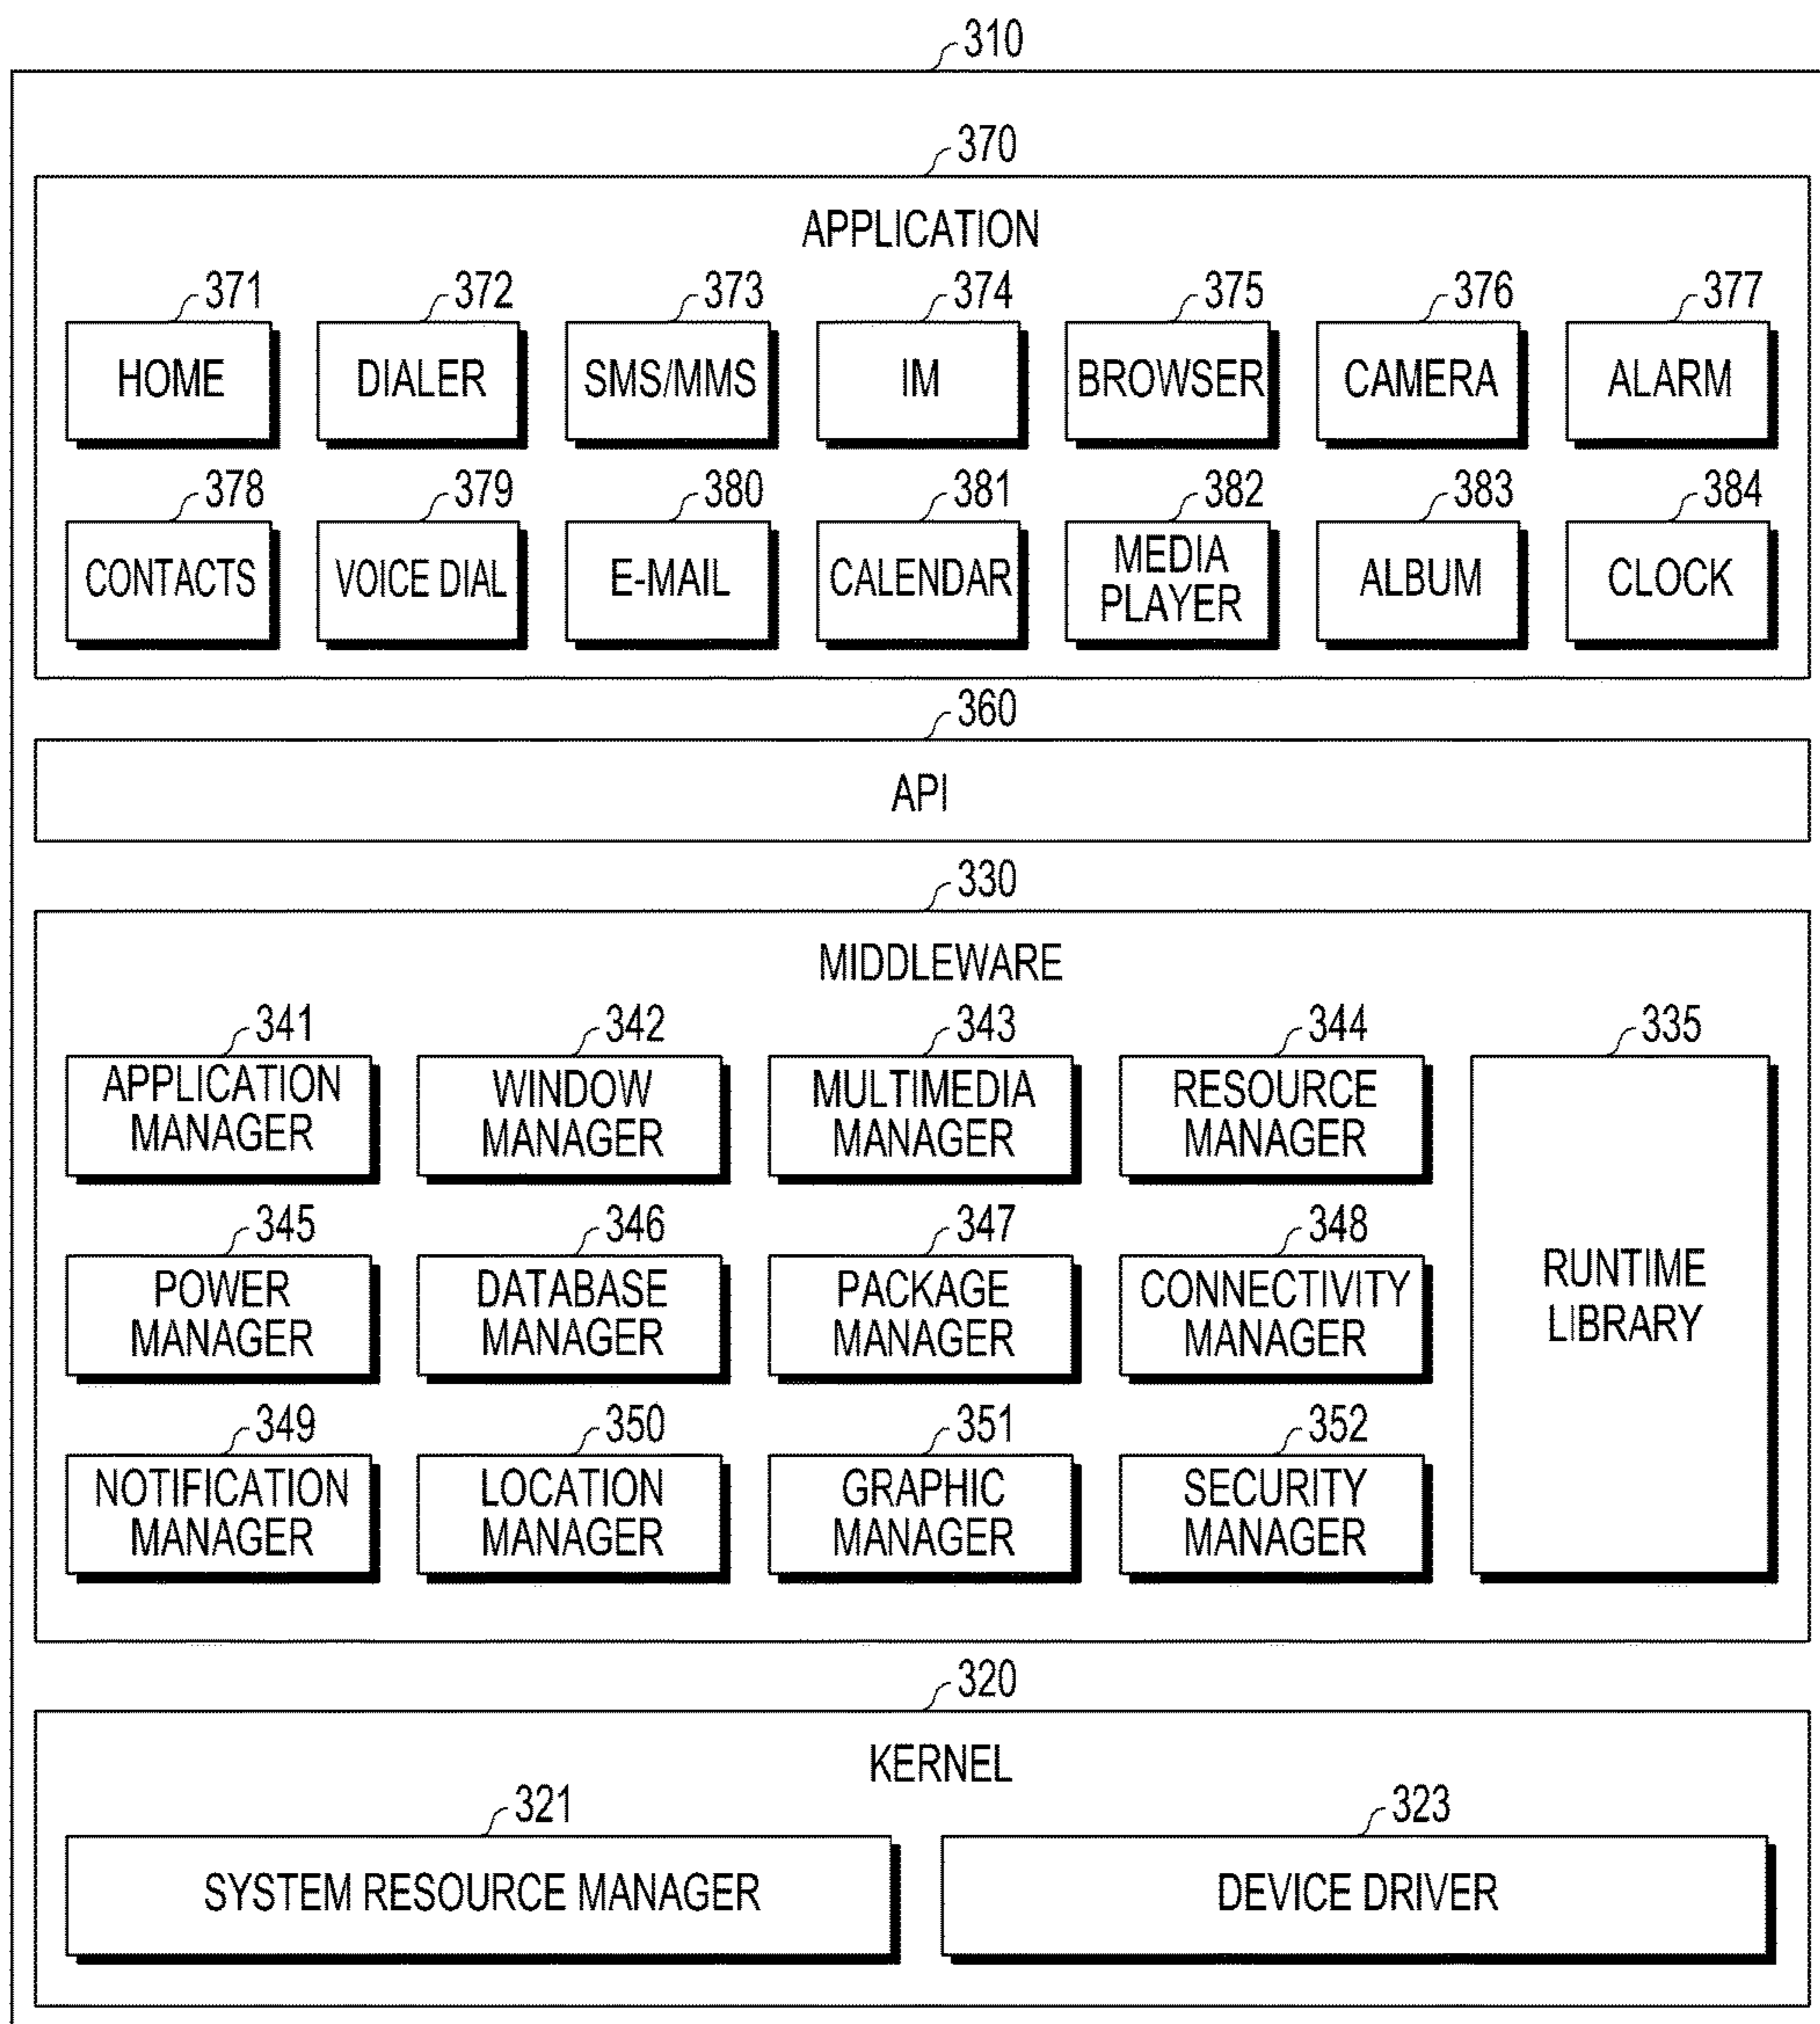 310
370
APPLICATION
371 372 373 374 375 376 377
HOME DIALER SMS/MMS IM BROWSER CAMERA ALARM
378 379 380 381 382 383 384
CONTACTS VOICE DIAL E-MAIL CALENDAR MEDIA PLAYER ALBUM CLOCK
360
API
330
MIDDLEWARE
341 342 343 344 335
APPLICATION MANAGER WINDOW MANAGER MULTIMEDIA MANAGER RESOURCE MANAGER
345 346 347 348
POWER MANAGER DATABASE MANAGER PACKAGE MANAGER CONNECTIVITY MANAGER RUNTIME LIBRARY
349 350 351 352
NOTIFICATION MANAGER LOCATION MANAGER GRAPHIC MANAGER SECURITY MANAGER
320
KERNEL
321 323
SYSTEM RESOURCE MANAGER DEVICE DRIVER